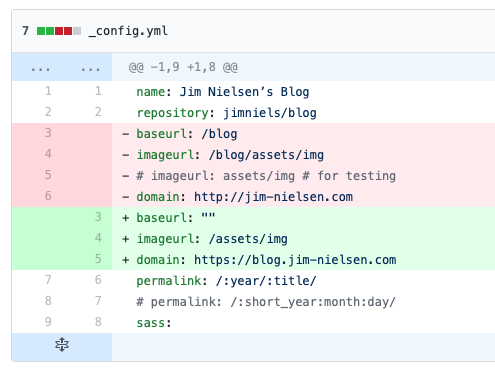 7 _config.yml
... ... @@ -1,9 +1,8 @@
1 1 name: Jim Nielsen’s Blog
2 2 repository: jimniels/blog
3 - baseurl: /blog
4 - imageurl: /blog/assets/img
5 - # imageurl: assets/img # for testing
6 - domain: http://jim-nielsen.com
3 + baseurl: ""
4 + imageurl: /assets/img
5 + domain: https://blog.jim-nielsen.com
7 6 permalink: /:year/:title/
8 7 # permalink: /:short_year:month:day/
9 8 sass: